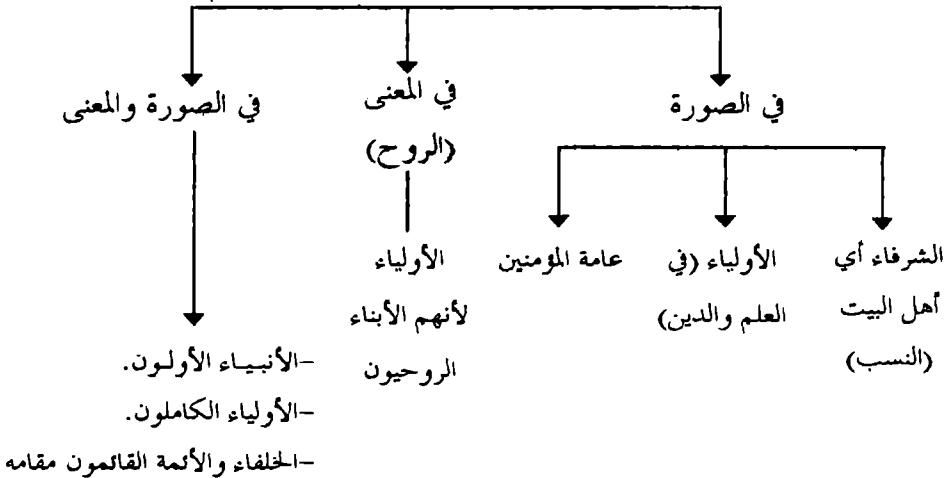 في الصورة
في المعنى
(الروح)
في الصورة والمعنى
الشرفاء أي
أهل البيت
(النسب)
الأولياء (في
العلم والدين)
عامة المؤمنين
الأولياء
لأنهم الأبناء
الروحيون
-الأنبياء الأولون.
-الأولياء الكاملون.
-الخلفاء والأئمة القائمون مقامه